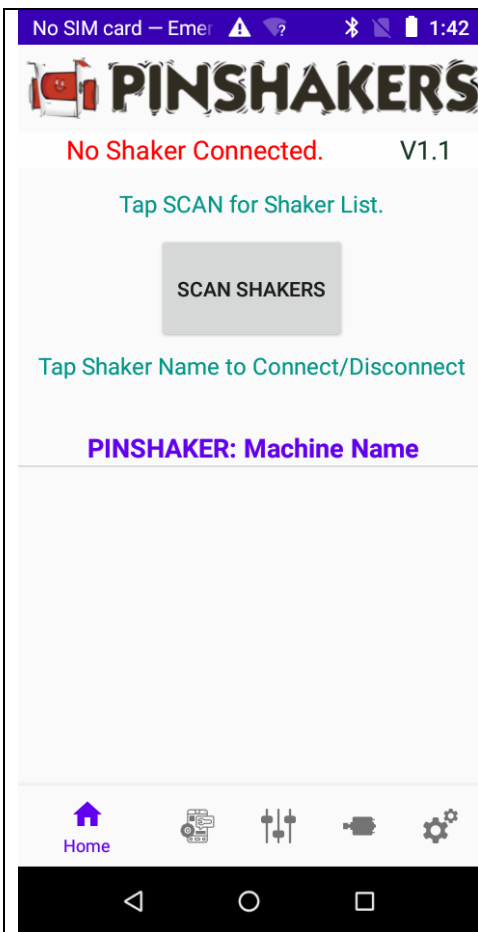 No SIM card — Emer 1:42
PINSHAKERS
No Shaker Connected. V1.1
Tap SCAN for Shaker List.
SCAN SHAKERS
Tap Shaker Name to Connect/Disconnect
PINSHAKER: Machine Name
Home